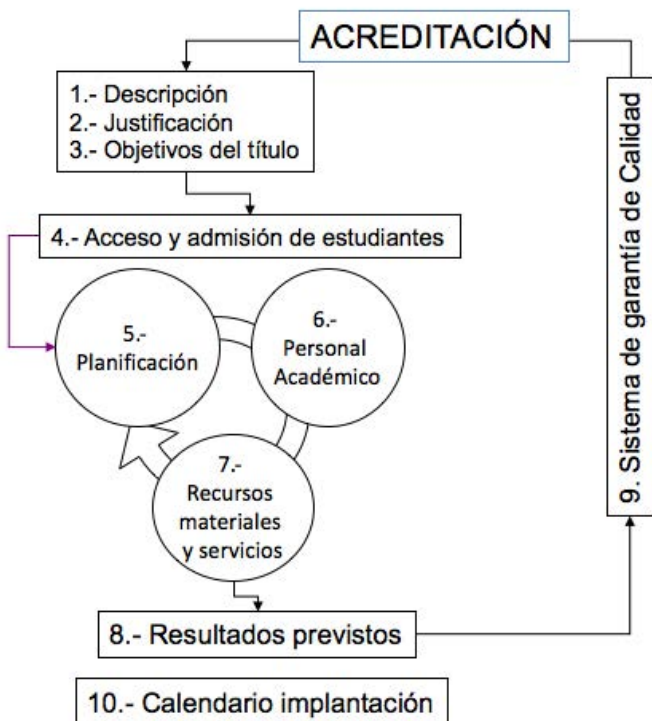 ACREDITACIÓN
1.- Descripción
2.- Justificación
3.- Objetivos del título
4.- Acceso y admisión de estudiantes
5.-
Planificación
6.-
Personal
Académico
7.-
Recursos
materiales
y servicios
8.- Resultados previstos
9. Sistema de garantía de Calidad
10.- Calendario implantación